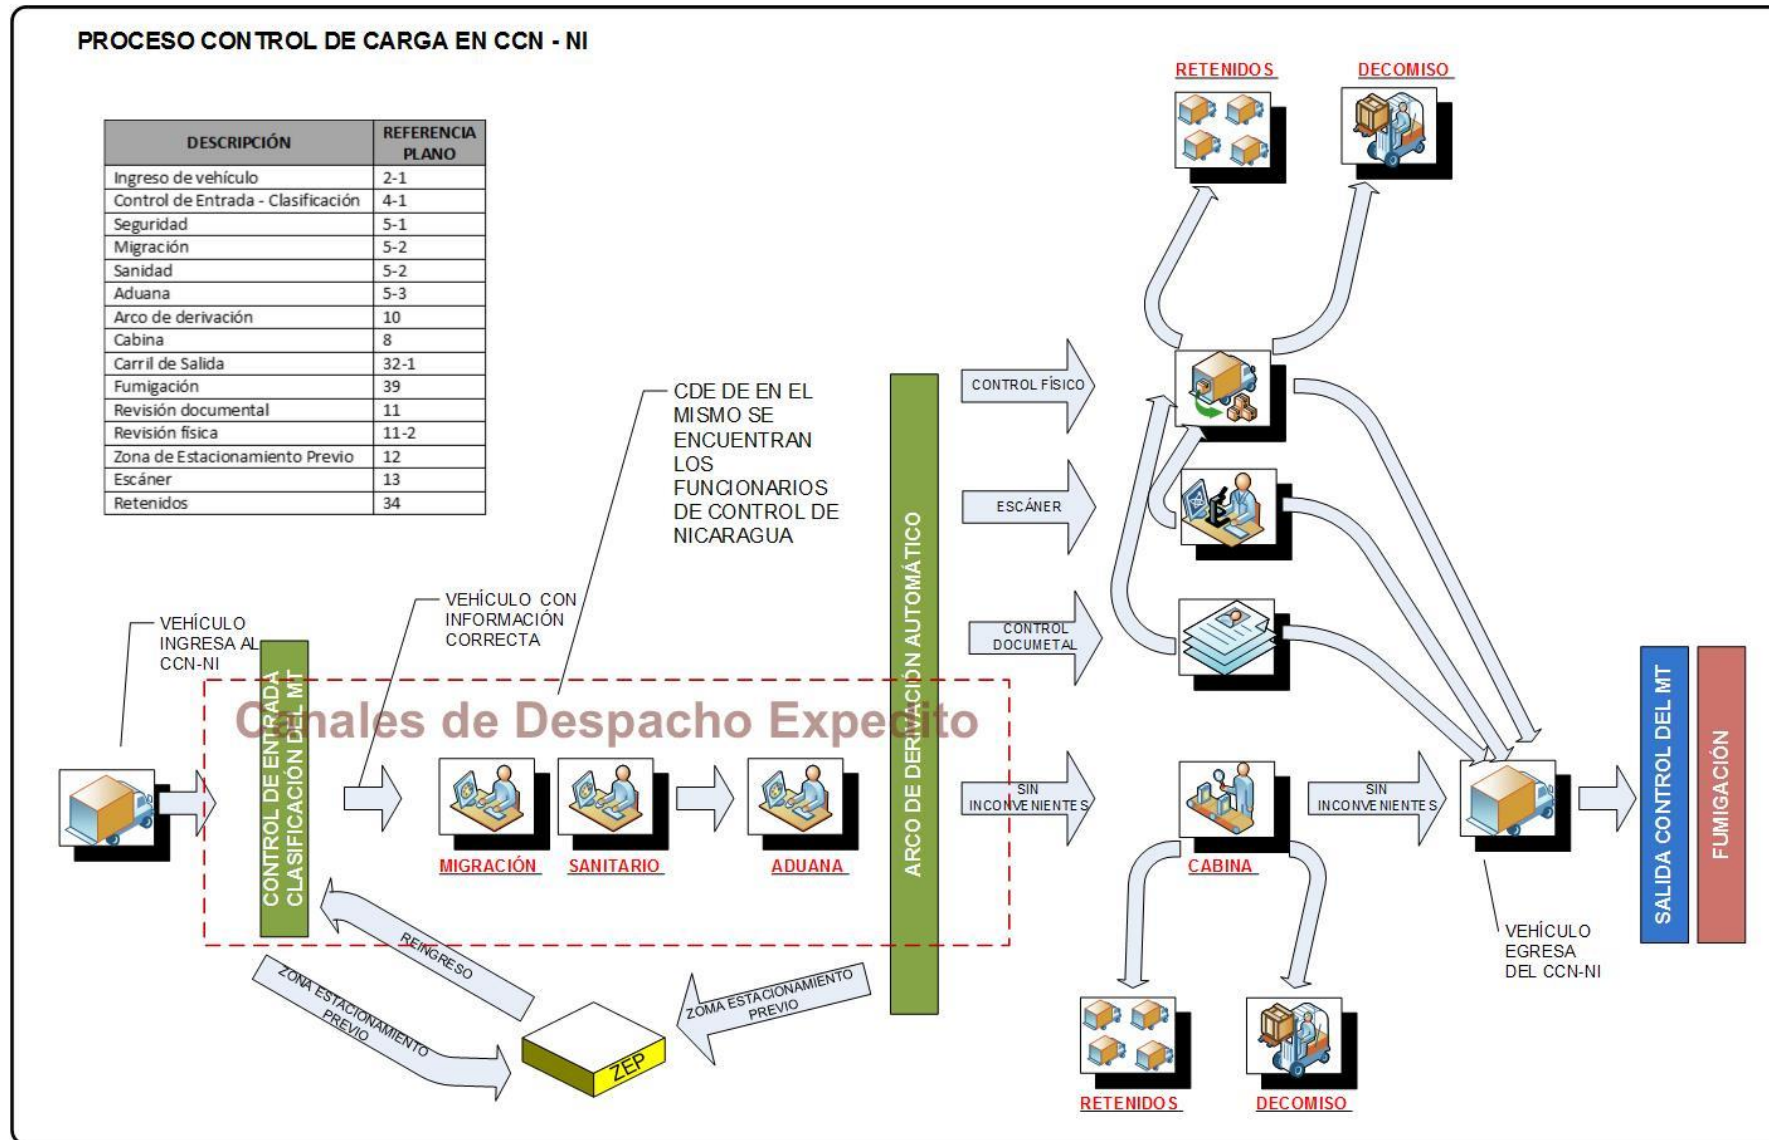 PROCESO CONTROL DE CARGA EN CCN - NI
DESCRIPCIÓN REFERENCIA PLANO
Ingreso de vehículo 2-1
Control de Entrada - Clasificación 4-1
Seguridad 5-1
Migración 5-2
Sanidad 5-2
Aduana 5-3
Arco de derivación 10
Cabina 8
Carril de Salida 32-1
Fumigación 39
Revisión documental 11
Revisión física 11-2
Zona de Estacionamiento Previo 12
Escáner 13
Retenidos 34
RETENIDOS
DECOMISO
CDE DE EN EL
MISMO SE
ENCUENTRAN
LOS
FUNCIONARIOS
DE CONTROL DE
NICARAGUA
CONTROL FÍSICO
ESCÁNER
CONTROL
DOCUMETAL
VEHÍCULO
INGRESA AL
CCN-NI
VEHÍCULO CON
INFORMACIÓN
CORRECTA
CONTROL DE ENTRADA
CLASIFICACIÓN DEL MT
Canales de Despacho Expedito
ARCO DE DERIVACIÓN AUTOMÁTICO
MIGRACIÓN
SANITARIO
ADUANA
SIN
INCONVENIENTES
CABINA
SIN
INCONVENIENTES
SALIDA CONTROL DEL MT
FUMIGACIÓN
VEHÍCULO
EGRESA
DEL CCN-NI
REINGRESO
ZONA ESTACIONAMIENTO
PREVIO
ZOMA ESTACIONAMIENTO
PREVIO
ZEP
RETENIDOS
DECOMISO